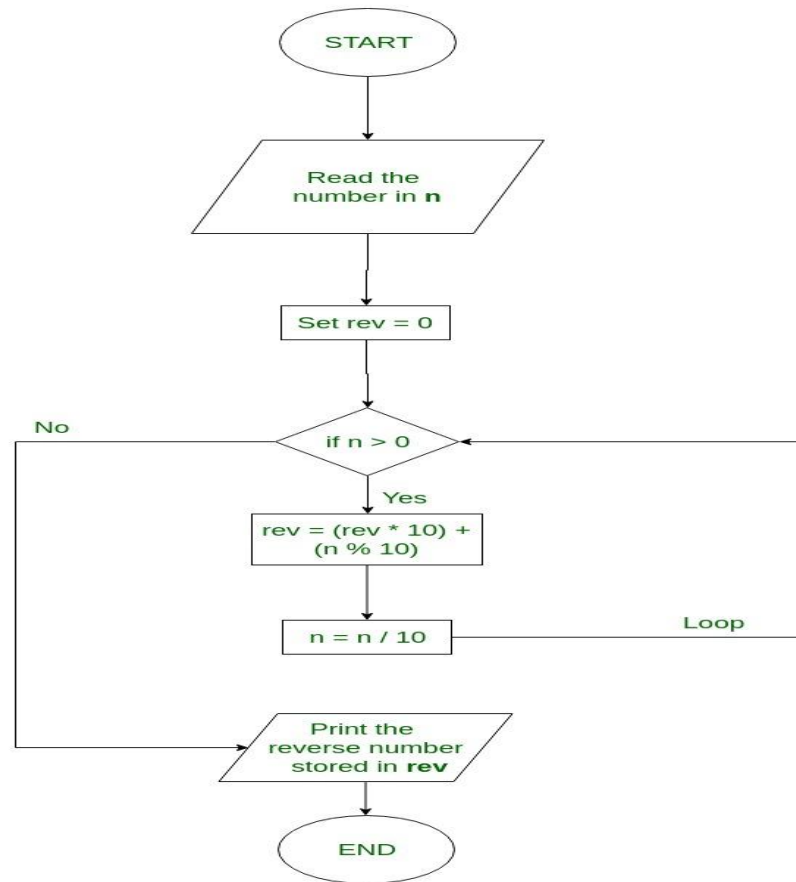 START
Read the
number in n
Set rev = 0
if n > 0
No
Yes
rev = (rev * 10) +
(n % 10)
n = n / 10
Loop
Print the
reverse number
stored in rev
END